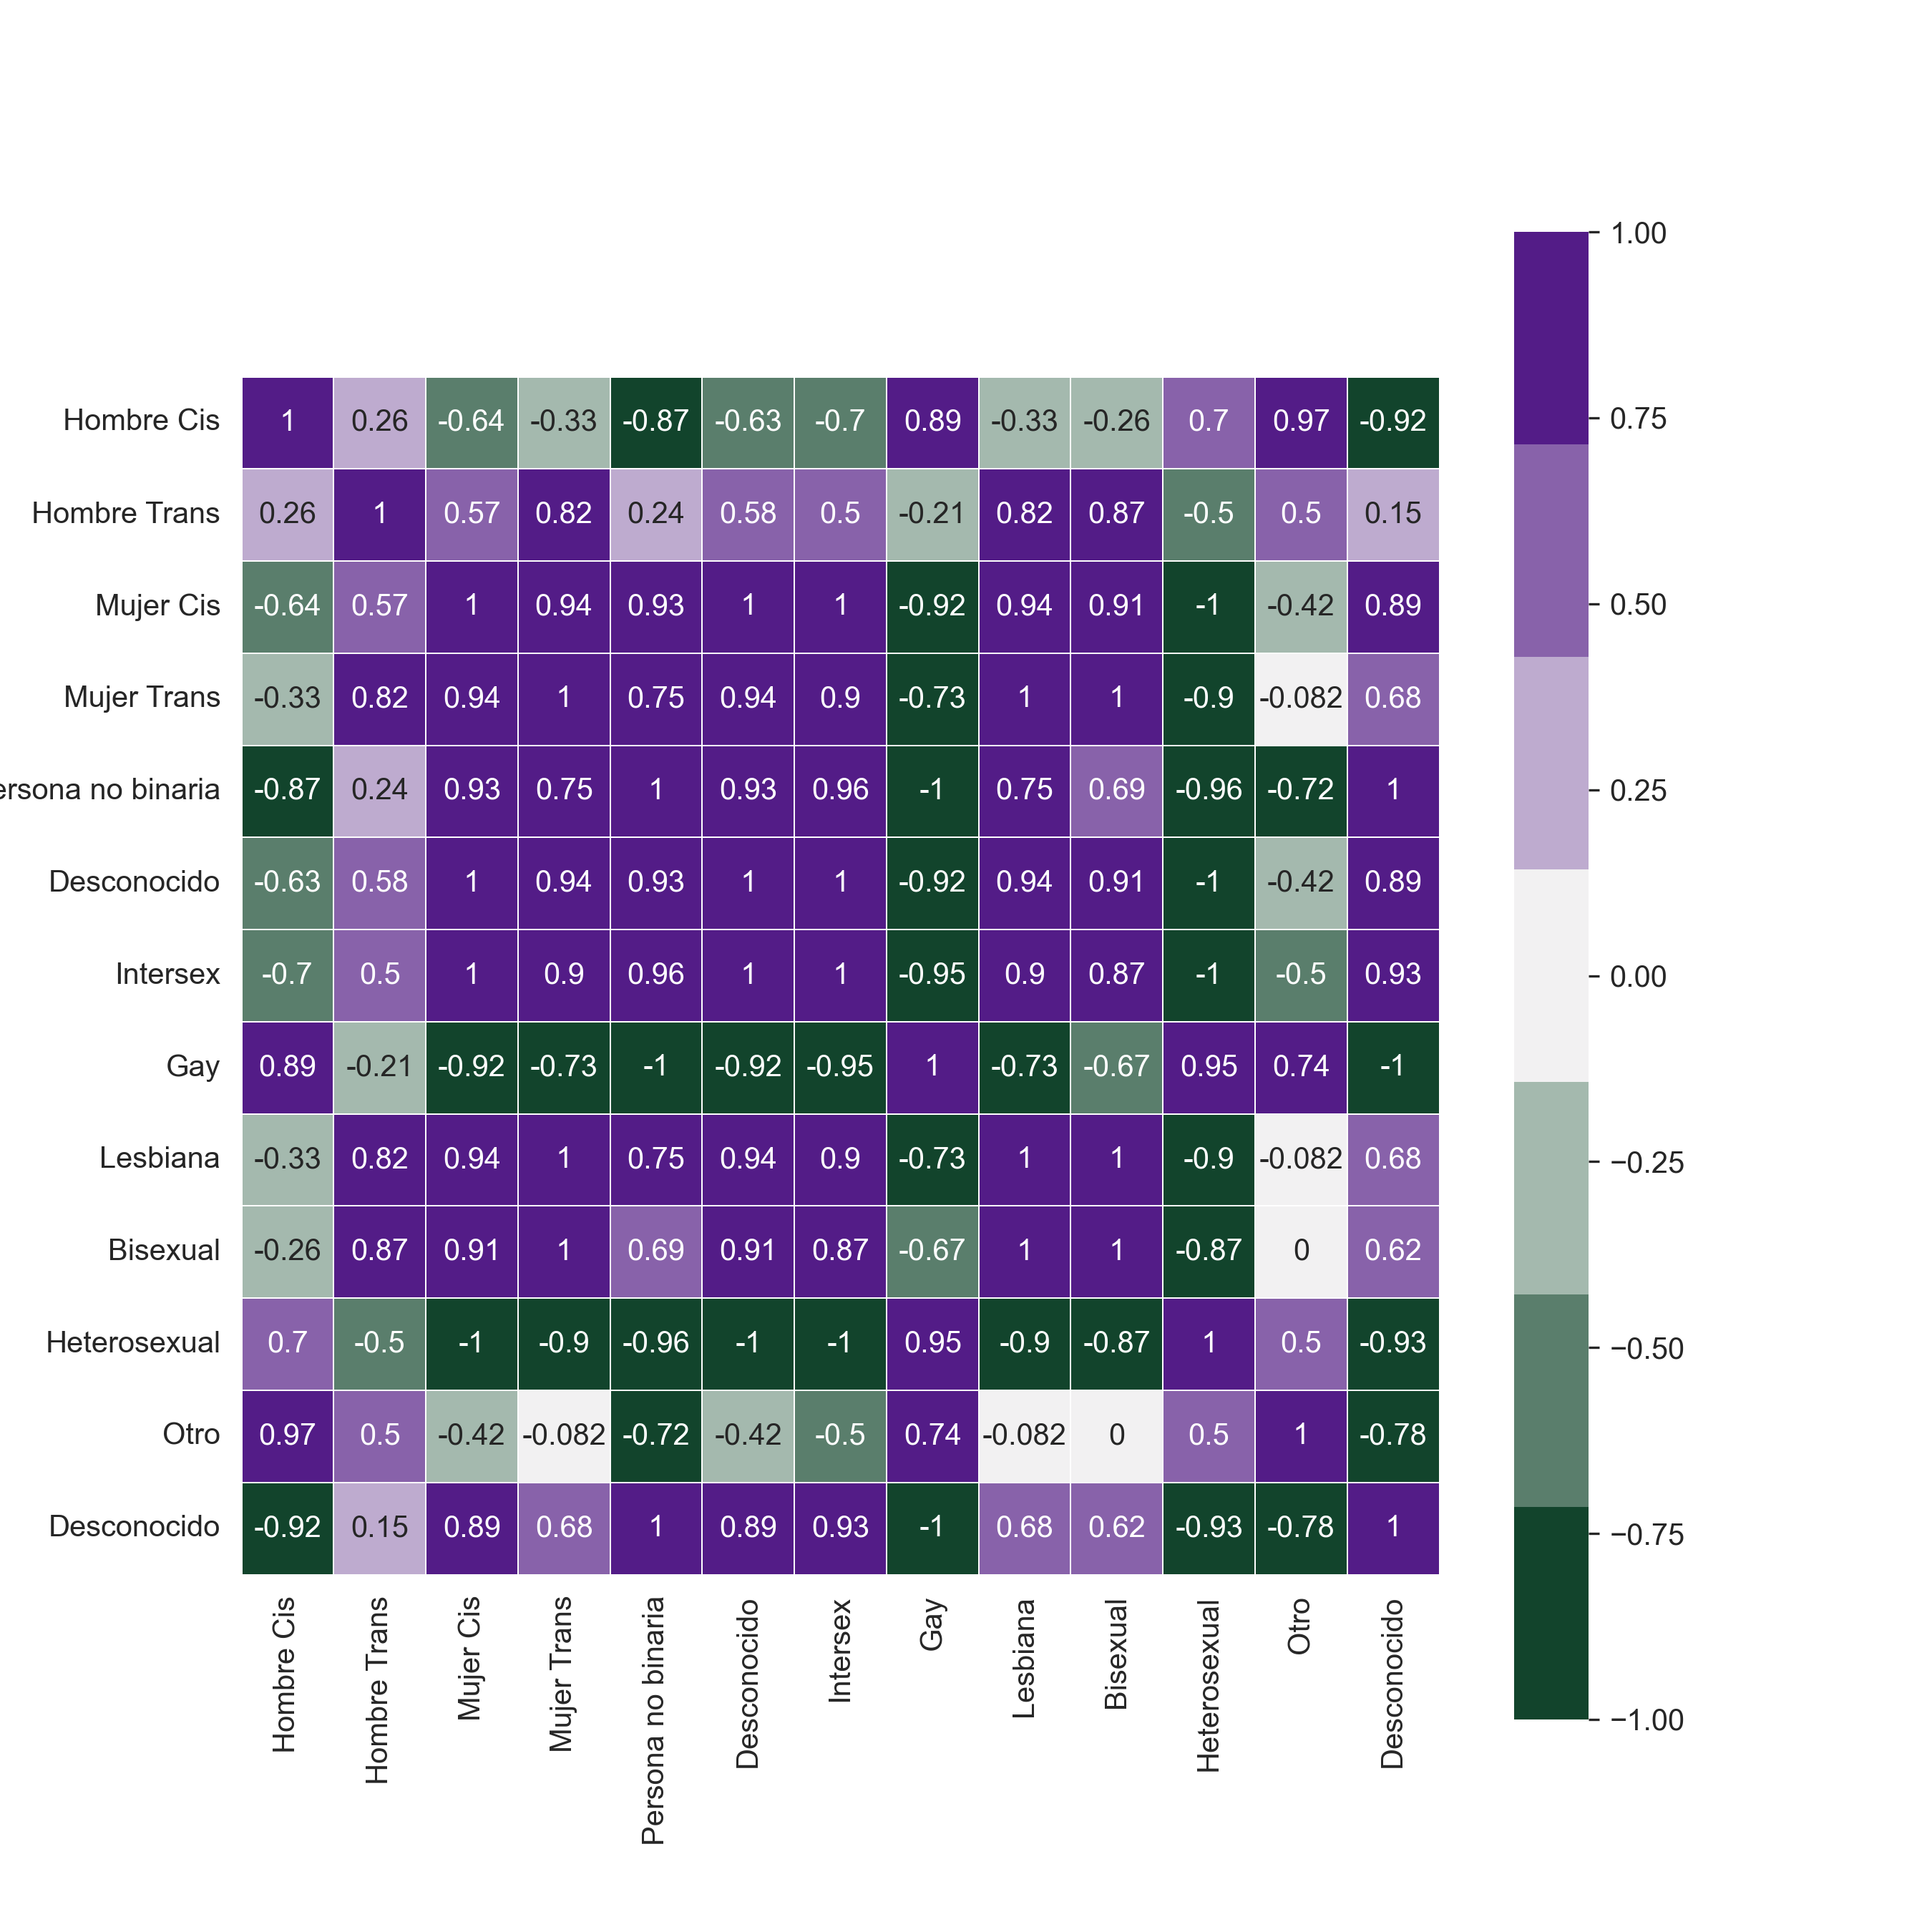 1.00
Hombre Cis 1 0.26 -0.64 -0.33 -0.87 -0.63 -0.7 0.89 -0.33 -0.26 0.7 0.97 -0.92
0.75
Hombre Trans 0.26 1 0.57 0.82 0.24 0.58 0.5 -0.21 0.82 0.87 -0.5 0.5 0.15
Mujer Cis -0.64 0.57 1 0.94 0.93 1 1 -0.92 0.94 0.91 -1 -0.42 0.89
0.50
Mujer Trans -0.33 0.82 0.94 1 0.75 0.94 0.9 -0.73 1 1 -0.9 -0.082 0.68
ersona no binaria -0.87 0.24 0.93 0.75 1 0.93 0.96 -1 0.75 0.69 -0.96 -0.72 1
0.25
Desconocido -0.63 0.58 1 0.94 0.93 1 1 -0.92 0.94 0.91 -1 -0.42 0.89
Intersex -0.7 0.5 1 0.9 0.96 1 1 -0.95 0.9 0.87 -1 -0.5 0.93
0.00
Gay 0.89 -0.21 -0.92 -0.73 -1 -0.92 -0.95 1 -0.73 -0.67 0.95 0.74 -1
Lesbiana -0.33 0.82 0.94 1 0.75 0.94 0.9 -0.73 1 1 -0.9 -0.082 0.68
−0.25
Bisexual -0.26 0.87 0.91 1 0.69 0.91 0.87 -0.67 1 1 -0.87 0 0.62
Heterosexual 0.7 -0.5 -1 -0.9 -0.96 -1 -1 0.95 -0.9 -0.87 1 0.5 -0.93
−0.50
Otro 0.97 0.5 -0.42 -0.082 -0.72 -0.42 -0.5 0.74 -0.082 0 0.5 1 -0.78
Desconocido -0.92 0.15 0.89 0.68 1 0.89 0.93 -1 0.68 0.62 -0.93 -0.78 1
−0.75
−1.00
Hombre Cis
Hombre Trans
Mujer Cis
Mujer Trans
Persona no binaria
Desconocido
Intersex
Gay
Lesbiana
Bisexual
Heterosexual
Otro
Desconocido